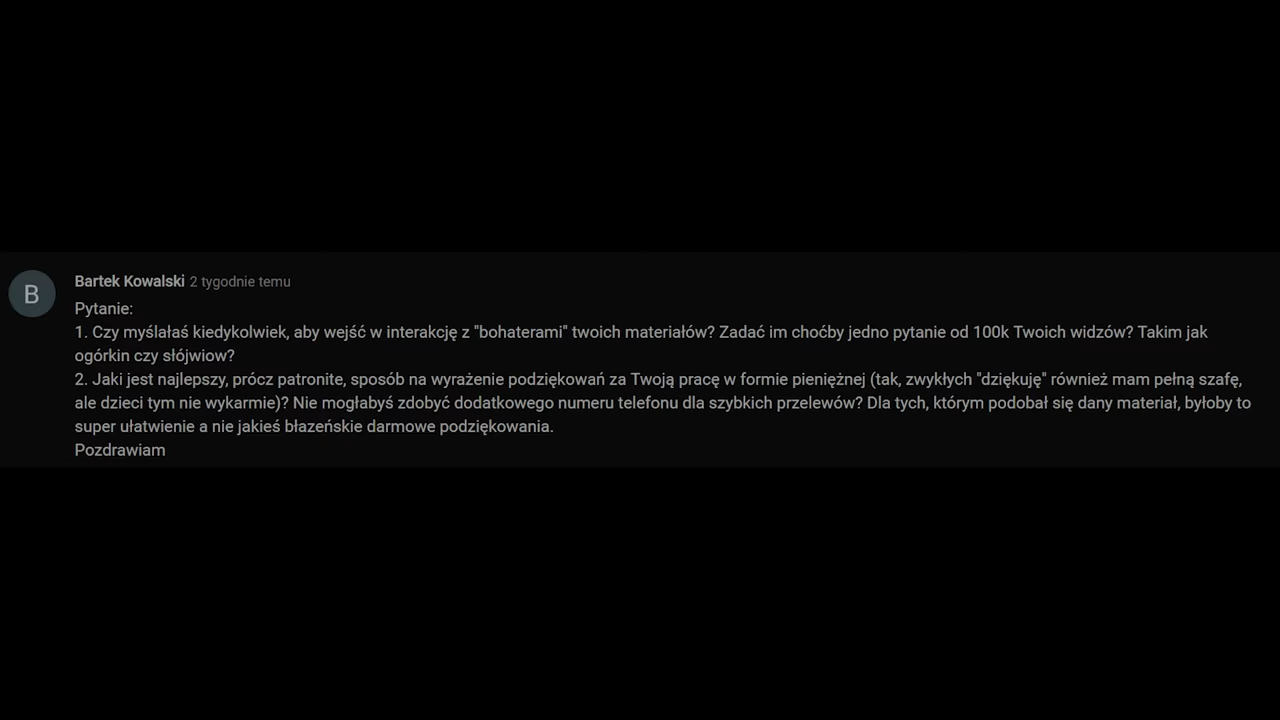 B
Bartek Kowalski 2 tygodnie temu
Pytanie:
1. Czy myślałaś kiedykolwiek, aby wejść w interakcję z "bohaterami" twoich materiałów? Zadać im choćby jedno pytanie od 100k Twoich widzów? Takim jak
ogórkin czy słójwiow?
2. Jaki jest najlepszy, prócz patronite, sposób na wyrażenie podziękowań za Twoją pracę w formie pieniężnej (tak, zwykłych "dziękuję" również mam pełną szafę,
ale dzieci tym nie wykarmie)? Nie mogłabyś zdobyć dodatkowego numeru telefonu dla szybkich przelewów? Dla tych, którym podobał się dany materiał, byłoby to
super ułatwienie a nie jakieś błazeńskie darmowe podziękowania.
Pozdrawiam